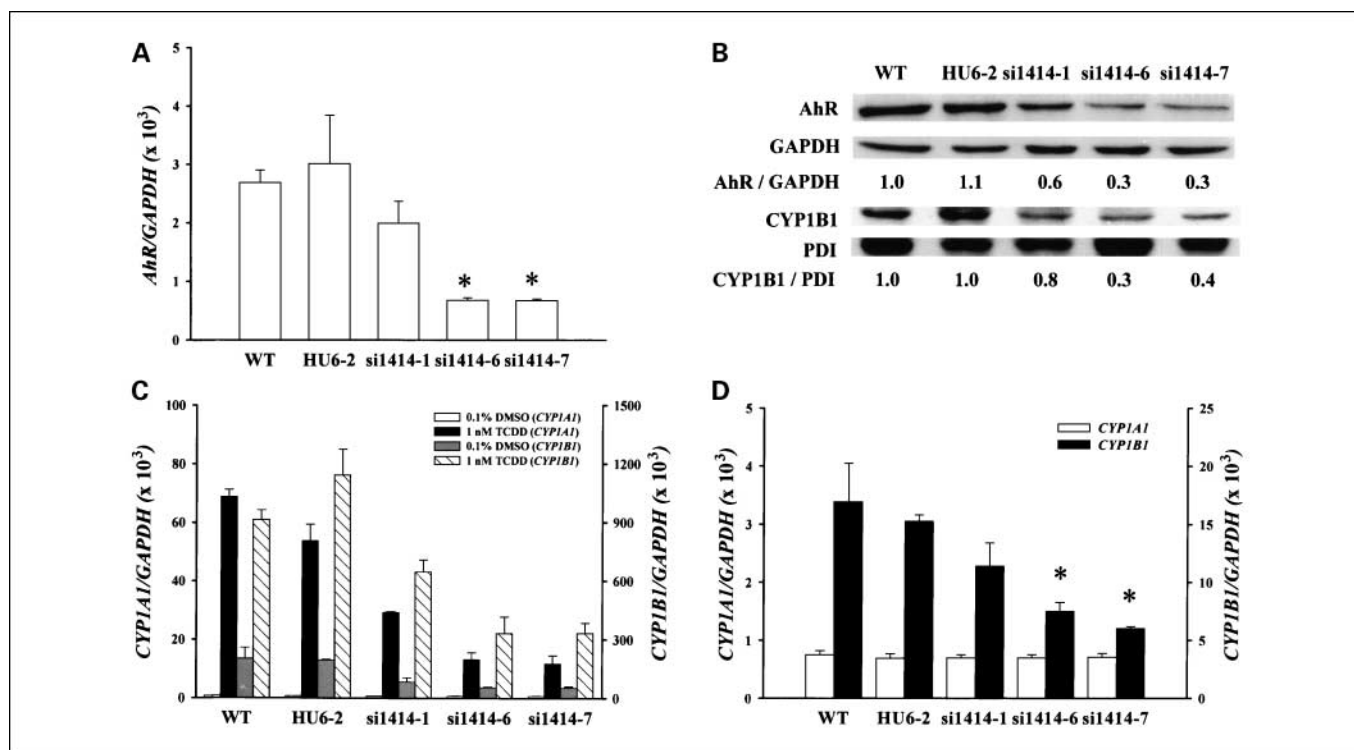 A
AhR/GAPDH (x 10³)
5
4
3
2
1
0
* *
WT HU6-2 si1414-1 si1414-6 si1414-7
B
WT HU6-2 si1414-1 si1414-6 si1414-7
AhR
GAPDH
AhR / GAPDH 1.0 1.1 0.6 0.3 0.3
CYP1B1
PDI
CYP1B1 / PDI 1.0 1.0 0.8 0.3 0.4
C
CYP1A1/GAPDH (x 10³)
100
80
60
40
20
0
0.1% DMSO (CYP1A1)
1 nM TCDD (CYP1A1)
0.1% DMSO (CYP1B1)
1 nM TCDD (CYP1B1)
1500
1200
900
600
300
0
CYP1B1/GAPDH (x 10³)
WT HU6-2 si1414-1 si1414-6 si1414-7
D
CYP1A1/GAPDH (x 10³)
5
4
3
2
1
0
CYP1A1
CYP1B1
* *
25
20
15
10
5
0
CYP1B1/GAPDH (x 10³)
WT HU6-2 si1414-1 si1414-6 si1414-7